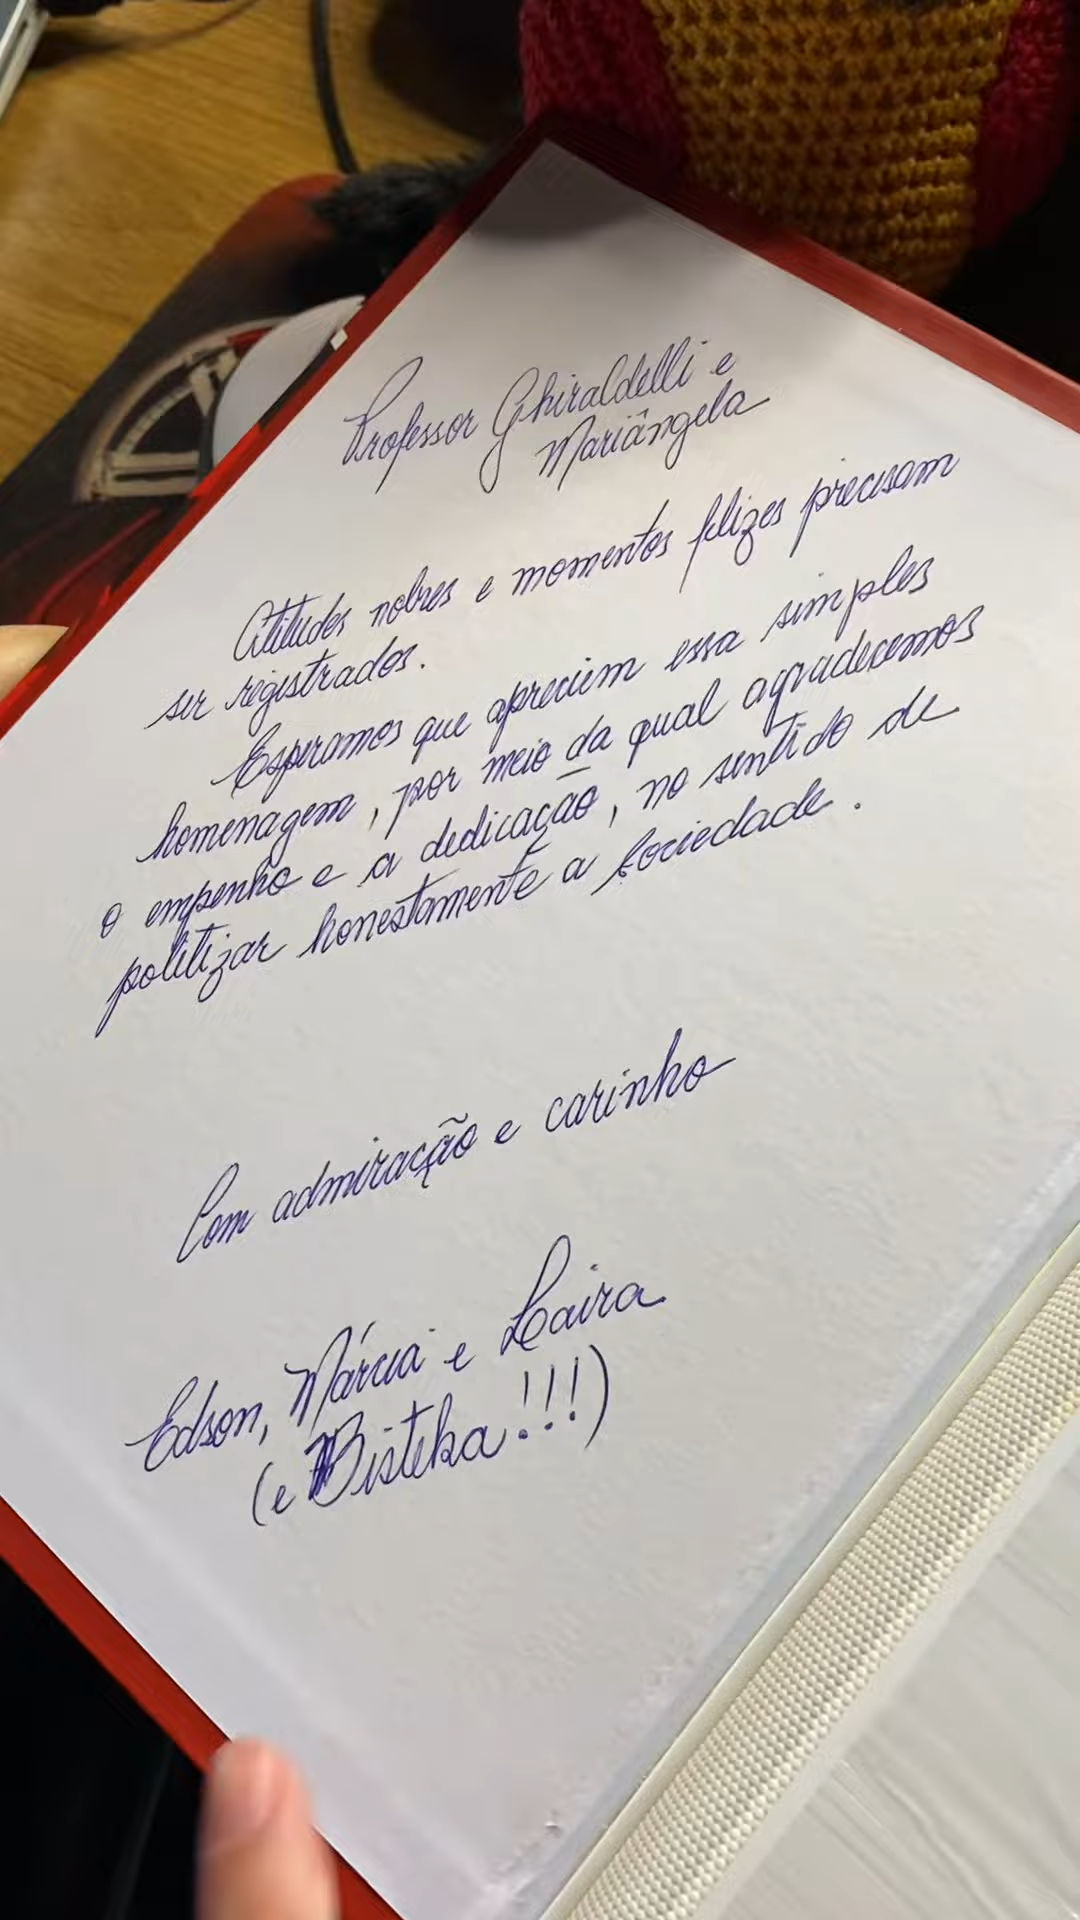 Professor Ghiraldelli e
Mariângela
Atitudes nobres e momentos felizes precisam
ser registrados.
Esperamos que apreciem essa simples
homenagem, por meio da qual agradecemos
o empenho e a dedicação, no sentido de
politizar honestamente a sociedade.
Com admiração e carinho
Edson, Márcia e Laira
(e Bisteka!!!)